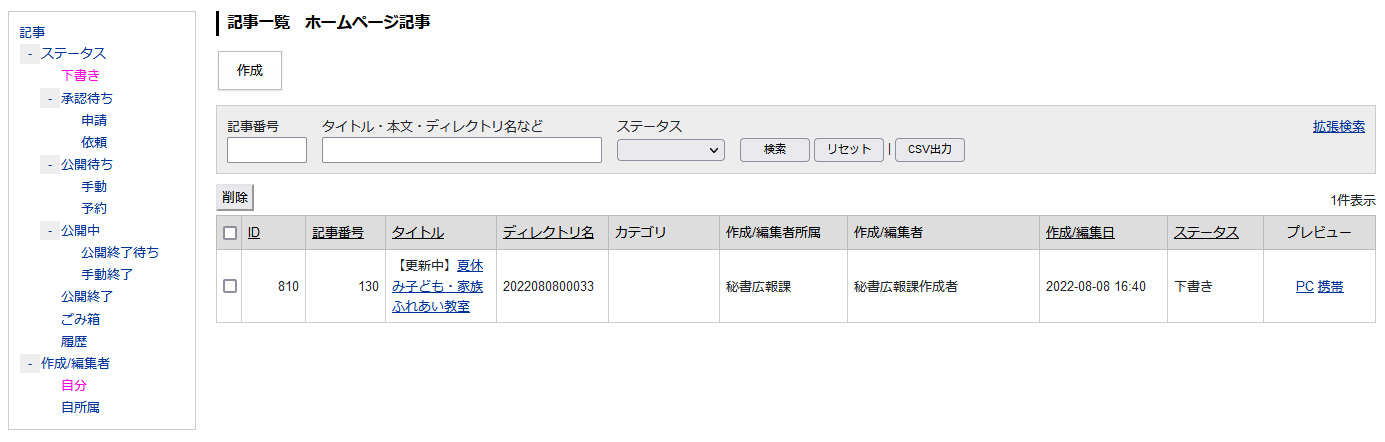 記事
- ステータス
下書き
- 承認待ち
申請
依頼
- 公開待ち
手動
予約
- 公開中
公開終了待ち
手動終了
公開終了
ごみ箱
履歴
- 作成/編集者
自分
自所属
記事一覧 ホームページ記事
作成
記事番号 タイトル・本文・ディレクトリ名など ステータス 拡張検索
検索 リセット | CSV出力
削除
1件表示
ID 記事番号 タイトル ディレクトリ名 カテゴリ 作成/編集者所属 作成/編集者 作成/編集日 ステータス プレビュー
810 130 【更新中】夏休
み子ども・家族
ふれあい教室 2022080800033 秘書広報課 秘書広報課作成者 2022-08-08 16:40 下書き PC 携帯